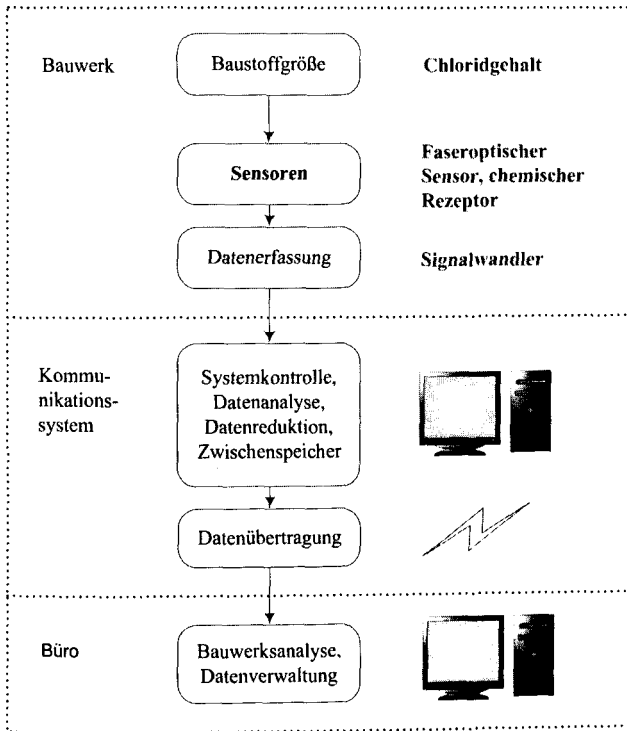 Bauwerk
Baustoffgröße
Chloridgehalt
Sensoren
Faseroptischer
Sensor, chemischer
Rezeptor
Datenerfassung
Signalwandler
Kommu-
nikations-
system
Systemkontrolle,
Datenanalyse,
Datenreduktion,
Zwischenspeicher
Datenübertragung
Büro
Bauwerksanalyse,
Datenverwaltung